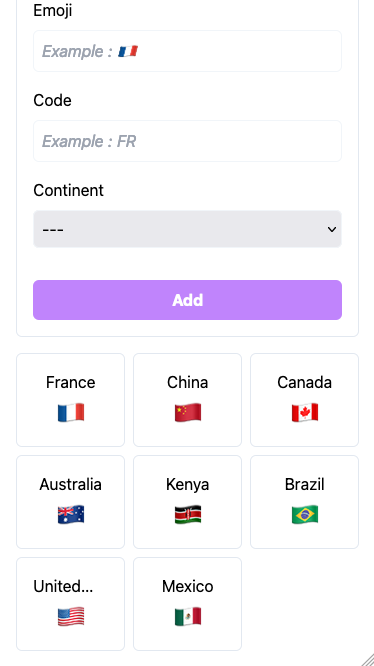 Emoji
Example : 🇫🇷
Code
Example : FR
Continent
---
Add
France
China
Canada
🇫🇷 🇨🇳 🇨🇦
Australia
Kenya
Brazil
🇦🇺 🇰🇪 🇧🇷
United...
Mexico
🇺🇸 🇲🇽